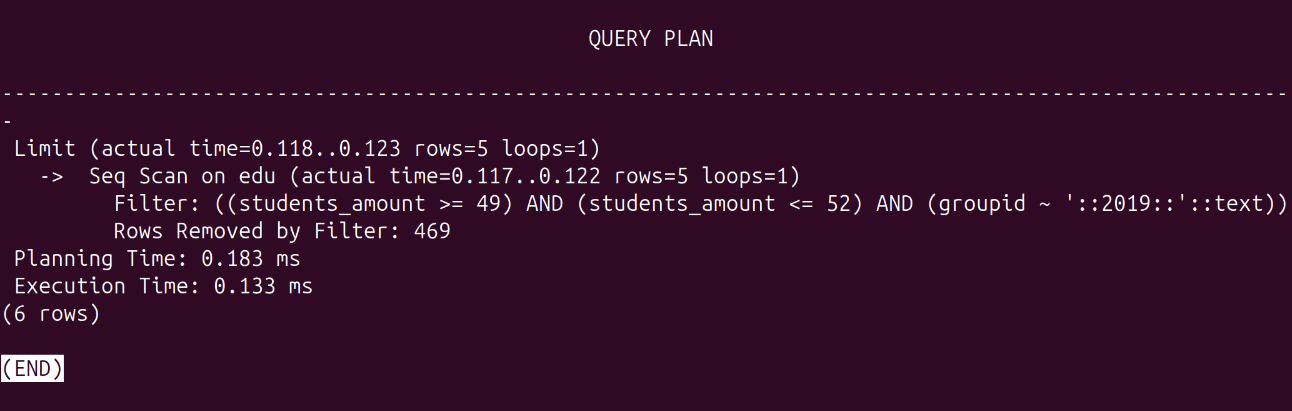 QUERY PLAN
-------------------------------------------------------------------------------------------------------
-
Limit (actual time=0.118..0.123 rows=5 loops=1)
->  Seq Scan on edu (actual time=0.117..0.122 rows=5 loops=1)
Filter: ((students_amount >= 49) AND (students_amount <= 52) AND (groupid ~ '::2019::'::text))
Rows Removed by Filter: 469
Planning Time: 0.183 ms
Execution Time: 0.133 ms
(6 rows)
(END)